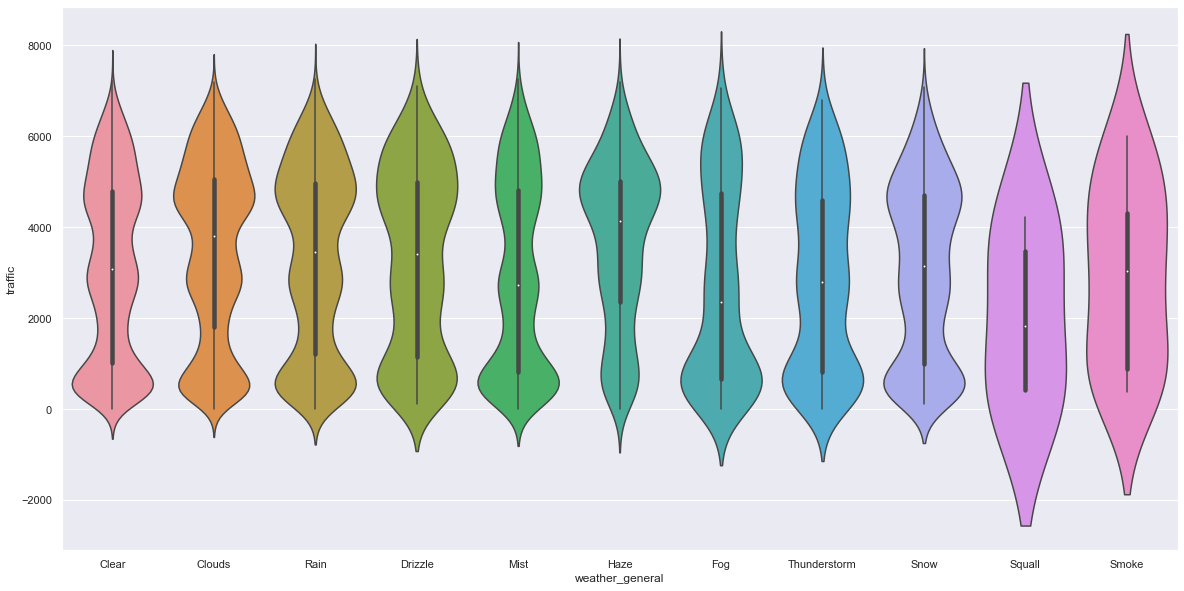 8000
6000
4000
2000
0
−2000
traffic
Clear Clouds Rain Drizzle Mist Haze Fog Thunderstorm Snow Squall Smoke
weather_general